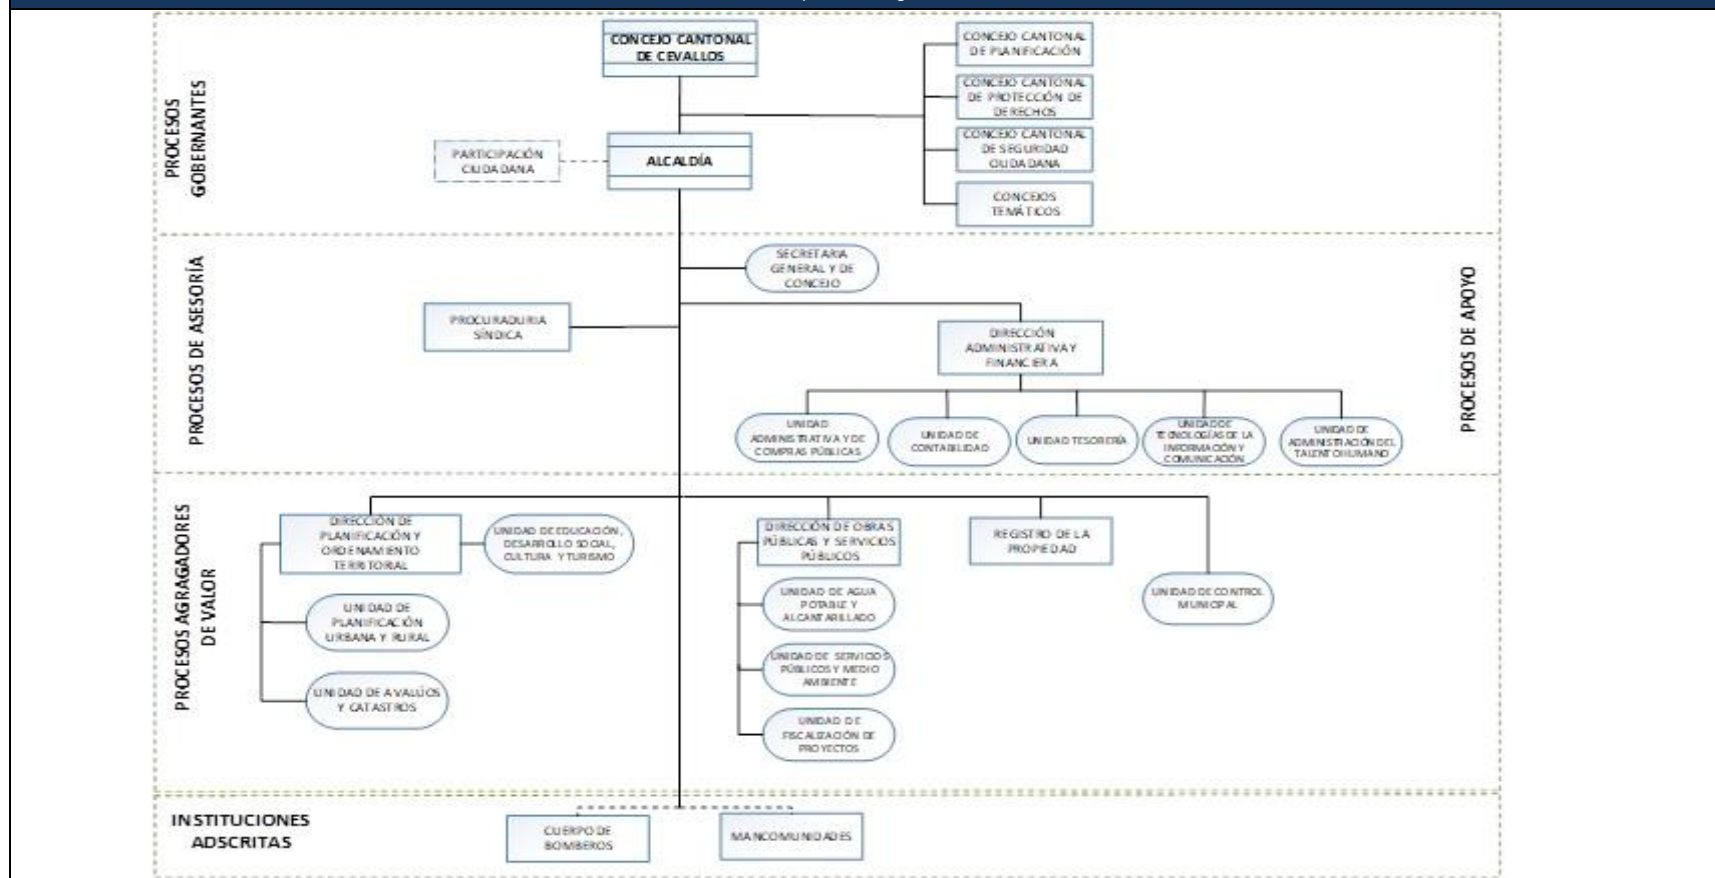 CONCEJO CANTONAL
DE CEVALLOS
CONCEJO CANTONAL
DE PLANIFICACIÓN
CONCEJO CANTONAL
DE PROTECCIÓN DE
DERECHOS
CONCEJO CANTONAL
DE SEGURIDAD
CIUDADANA
CONCEJOS
TEMÁTICOS
PROCESOS
GOBERNANTES
PARTICIPACIÓN
CIUDADANA
ALCALDÍA
PROCESOS DE ASESORÍA
SECRETARIA
GENERAL Y DE
CONCEJO
PROCURADURIA
SÍNDICA
DIRECCIÓN
ADMINISTRATIVA Y
FINANCIERA
PROCESOS DE APOYO
UNIDAD
ADMINISTRATIVA Y DE
COMPRAS PÚBLICAS
UNIDAD DE
CONTABILIDAD
UNIDAD TESORERÍA
UNIDAD DE
TECNOLOGÍAS DE LA
INFORMACIÓN Y
COMUNICACIÓN
UNIDAD DE
ADMINISTRACIÓN DEL
TALENTO HUMANO
PROCESOS AGRAGADORES
DE VALOR
DIRECCIÓN DE
PLANIFICACIÓN Y
ORDENAMIENTO
TERRITORIAL
UNIDAD DE EDUCACIÓN,
DESARROLLO SOCIAL,
CULTURA Y TURISMO
UNIDAD DE
PLANIFICACIÓN
URBANA Y RURAL
UNIDAD DE AVALÚOS
Y CATASTROS
DIRECCIÓN DE OBRAS
PÚBLICAS Y SERVICIOS
PÚBLICOS
UNIDAD DE AGUA
POTABLE Y
ALCANTARILLADO
UNIDAD DE SERVICIOS
PÚBLICOS Y MEDIO
AMBIENTE
UNIDAD DE
FISCALIZACIÓN DE
PROYECTOS
REGISTRO DE LA
PROPIEDAD
UNIDAD DE CONTROL
MUNICIPAL
INSTITUCIONES
ADSCRITAS
CUERPO DE
BOMBEROS
MANCOMUNIDADES